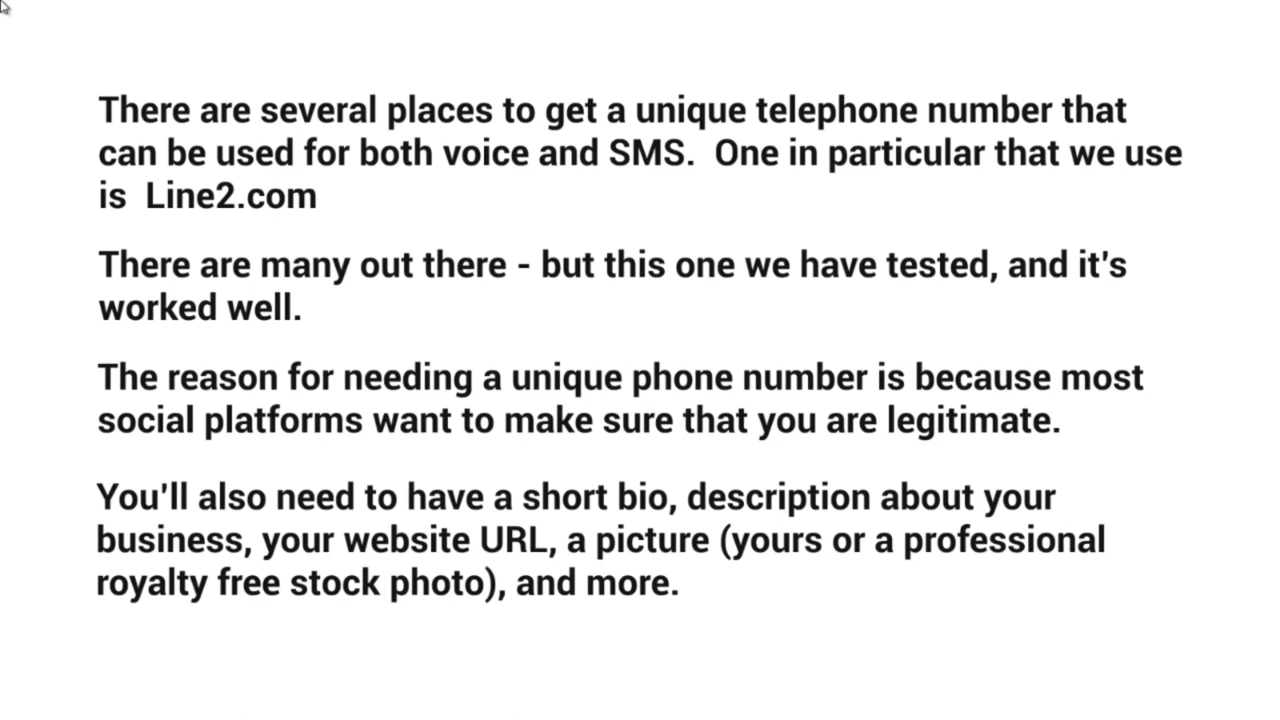 There are several places to get a unique telephone number that
can be used for both voice and SMS.  One in particular that we use
is  Line2.com
There are many out there - but this one we have tested, and it's
worked well.
The reason for needing a unique phone number is because most
social platforms want to make sure that you are legitimate.
You'll also need to have a short bio, description about your
business, your website URL, a picture (yours or a professional
royalty free stock photo), and more.